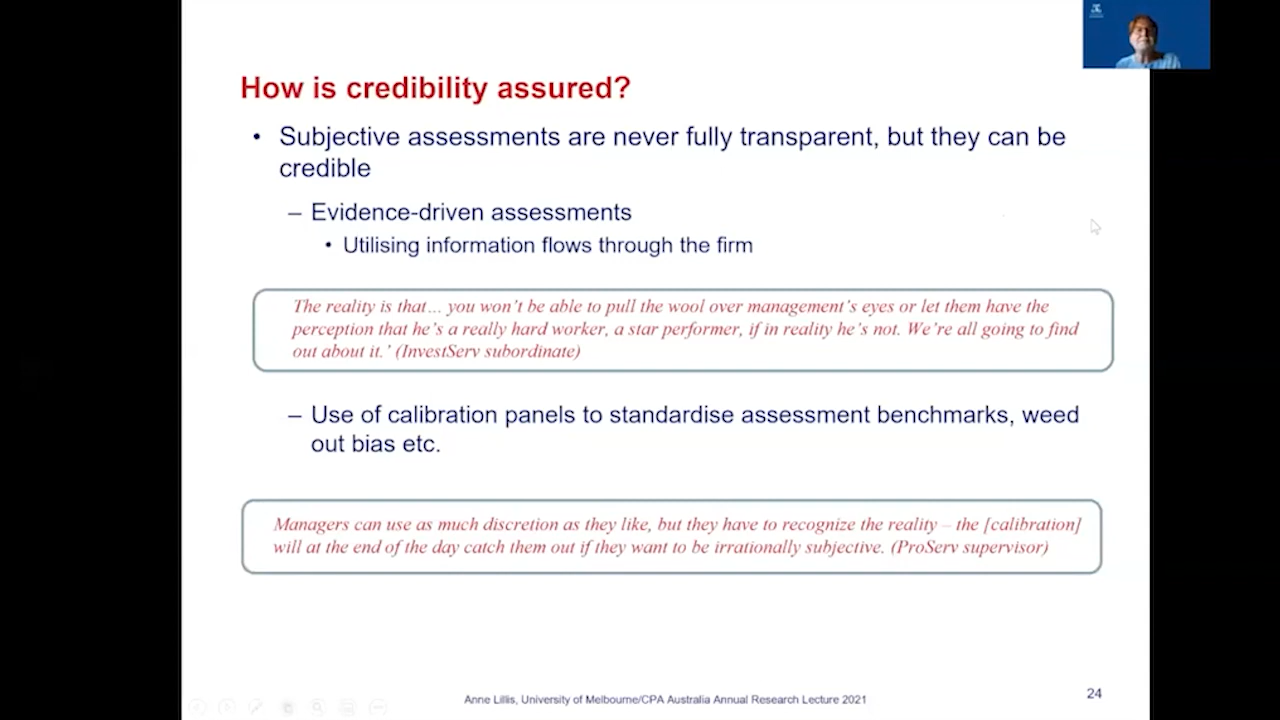 How is credibility assured?
• Subjective assessments are never fully transparent, but they can be
credible
– Evidence-driven assessments
• Utilising information flows through the firm
The reality is that… you won't be able to pull the wool over management's eyes or let them have the
perception that he's a really hard worker, a star performer, if in reality he's not. We're all going to find
out about it.' (InvestServ subordinate)
– Use of calibration panels to standardise assessment benchmarks, weed
out bias etc.
Managers can use as much discretion as they like, but they have to recognize the reality – the [calibration]
will at the end of the day catch them out if they want to be irrationally subjective. (ProServ supervisor)
Anne Lillis, University of Melbourne/CPA Australia Annual Research Lecture 2021
24